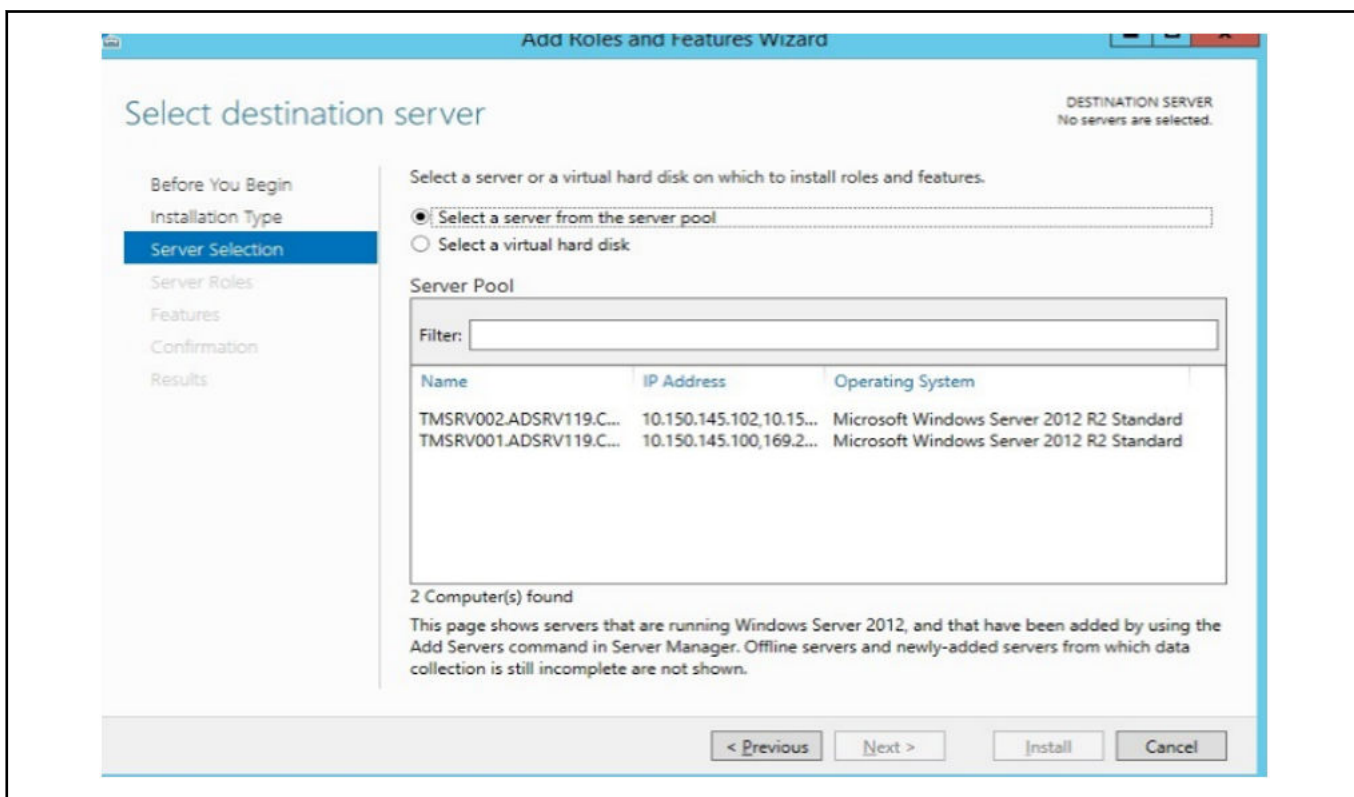 Add Roles and Features Wizard
Select destination server
DESTINATION SERVER
No servers are selected.
Before You Begin
Installation Type
Server Selection
Server Roles
Features
Confirmation
Results
Select a server or a virtual hard disk on which to install roles and features.
Select a server from the server pool
Select a virtual hard disk
Server Pool
Filter:
Name IP Address Operating System
TMSRV002.ADSRV119.C... 10.150.145.102,10.15... Microsoft Windows Server 2012 R2 Standard
TMSRV001.ADSRV119.C... 10.150.145.100,169.2... Microsoft Windows Server 2012 R2 Standard
2 Computer(s) found
This page shows servers that are running Windows Server 2012, and that have been added by using the
Add Servers command in Server Manager. Offline servers and newly-added servers from which data
collection is still incomplete are not shown.
< Previous Next > Install Cancel